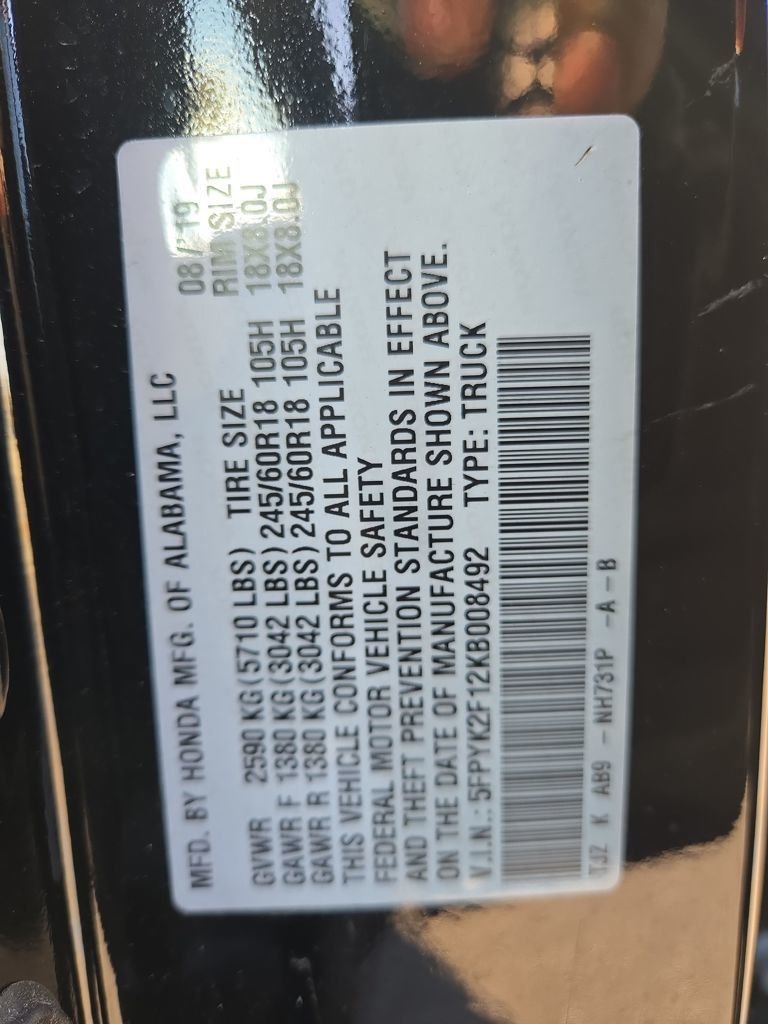 MFD. BY HONDA MFG. OF ALABAMA, LLC 08/19
GVWR 2590 KG(5710 LBS) TIRE SIZE RIM SIZE
GAWR F 1380 KG(3042 LBS)245/60R18 105H 18X8.0J
GAWR R 1380 KG(3042 LBS)245/60R18 105H 18X8.0J
THIS VEHICLE CONFORMS TO ALL APPLICABLE
FEDERAL MOTOR VEHICLE SAFETY
AND THEFT PREVENTION STANDARDS IN EFFECT
ON THE DATE OF MANUFACTURE SHOWN ABOVE.
V.I.N.: 5FPYK2F12KB008492 TYPE: TRUCK
TJZ K AB9 -NH731P -A-B